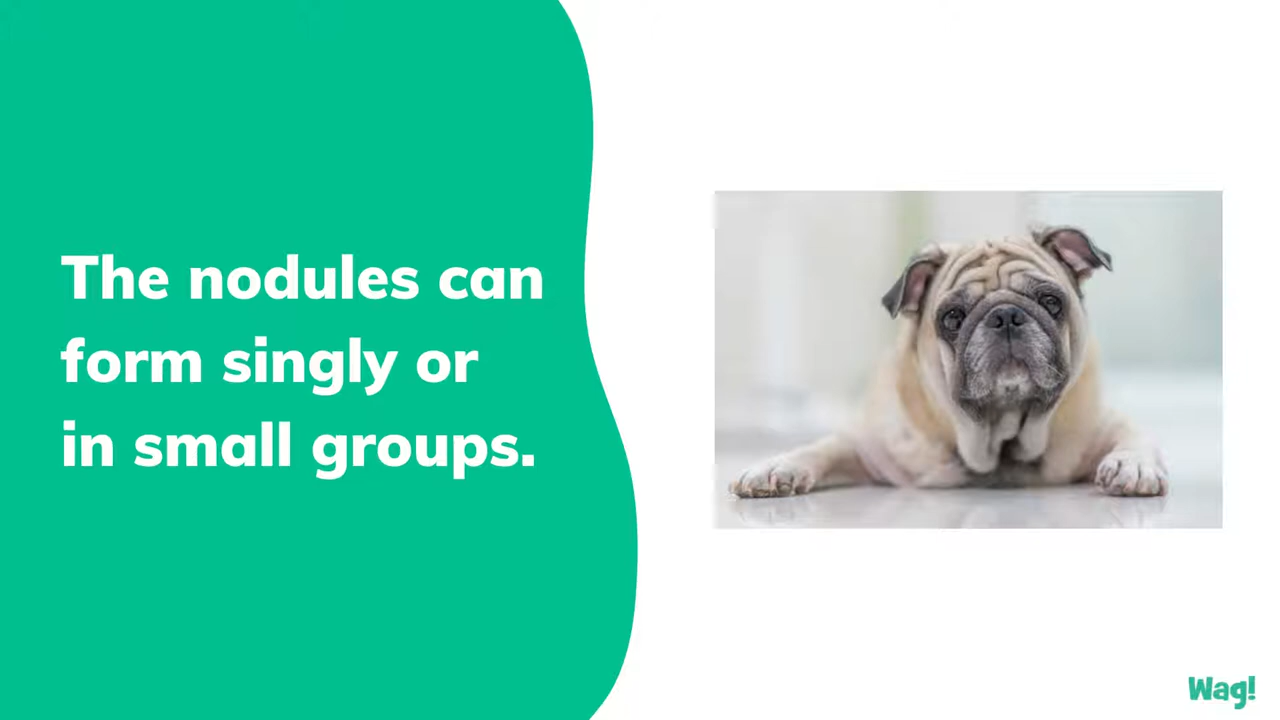 The nodules can
form singly or
in small groups.
Wag!